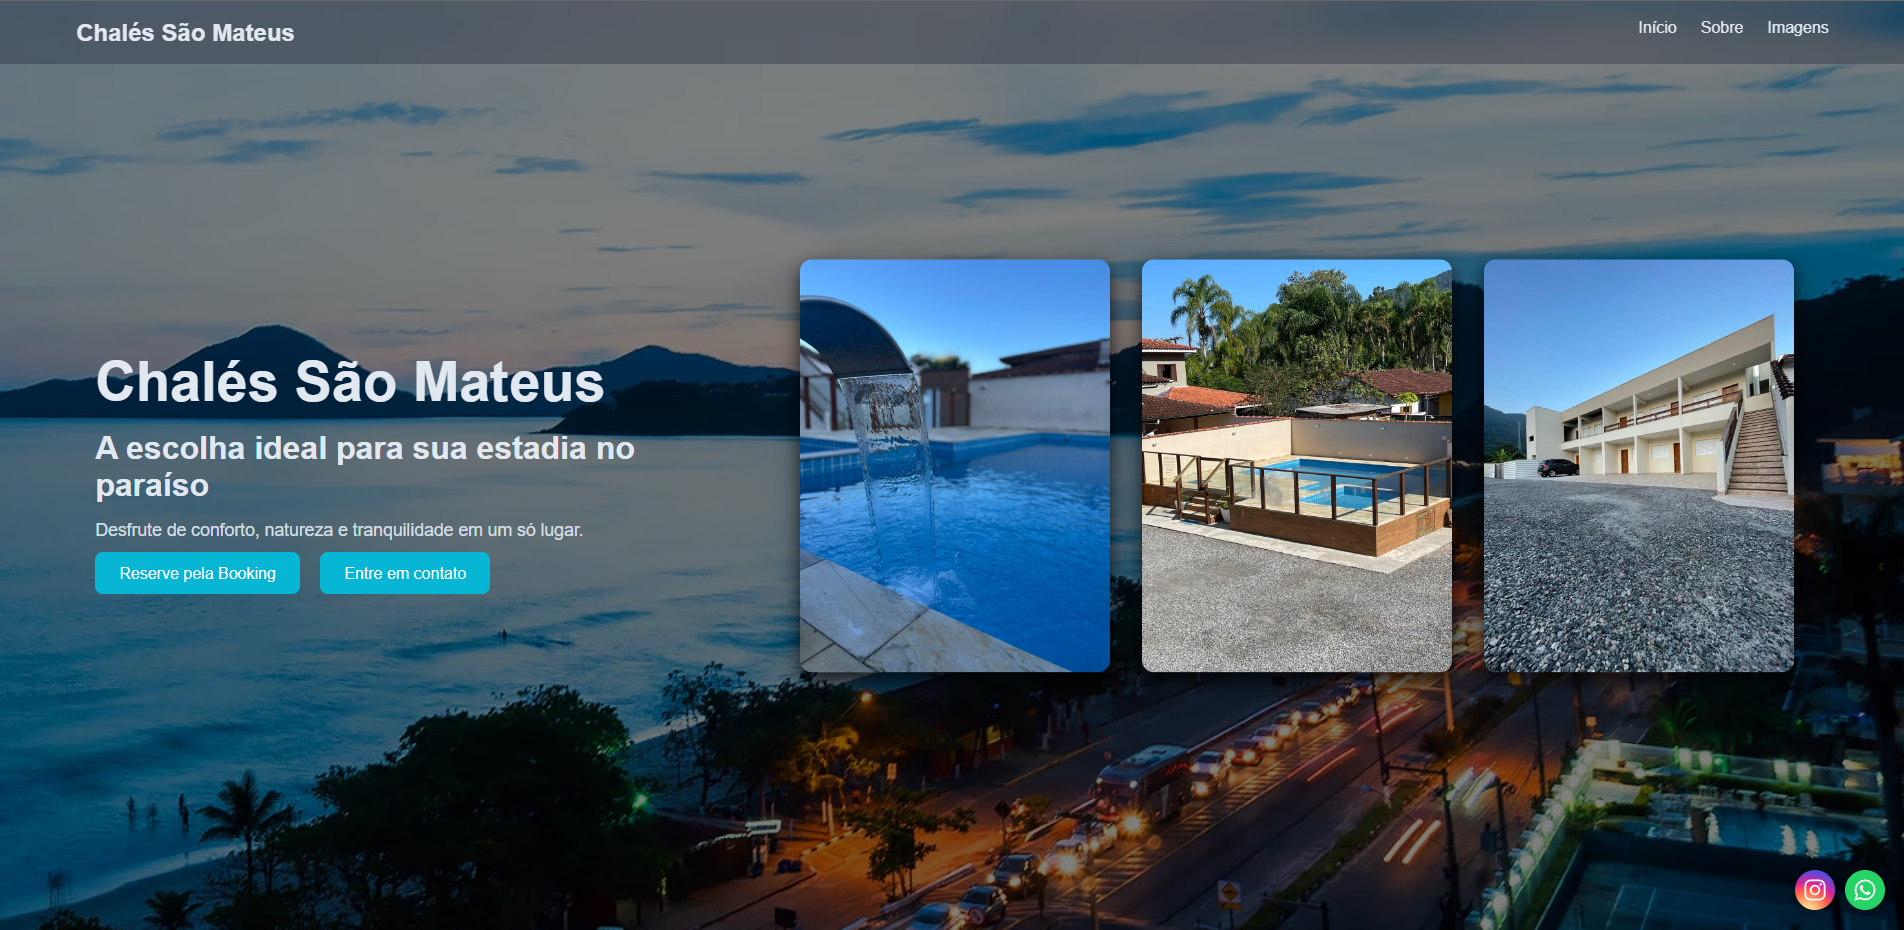 Chalés São Mateus
Início
Sobre
Imagens
Chalés São Mateus
A escolha ideal para sua estadia no
paraíso
Desfrute de conforto, natureza e tranquilidade em um só lugar.
Reserve pela Booking
Entre em contato